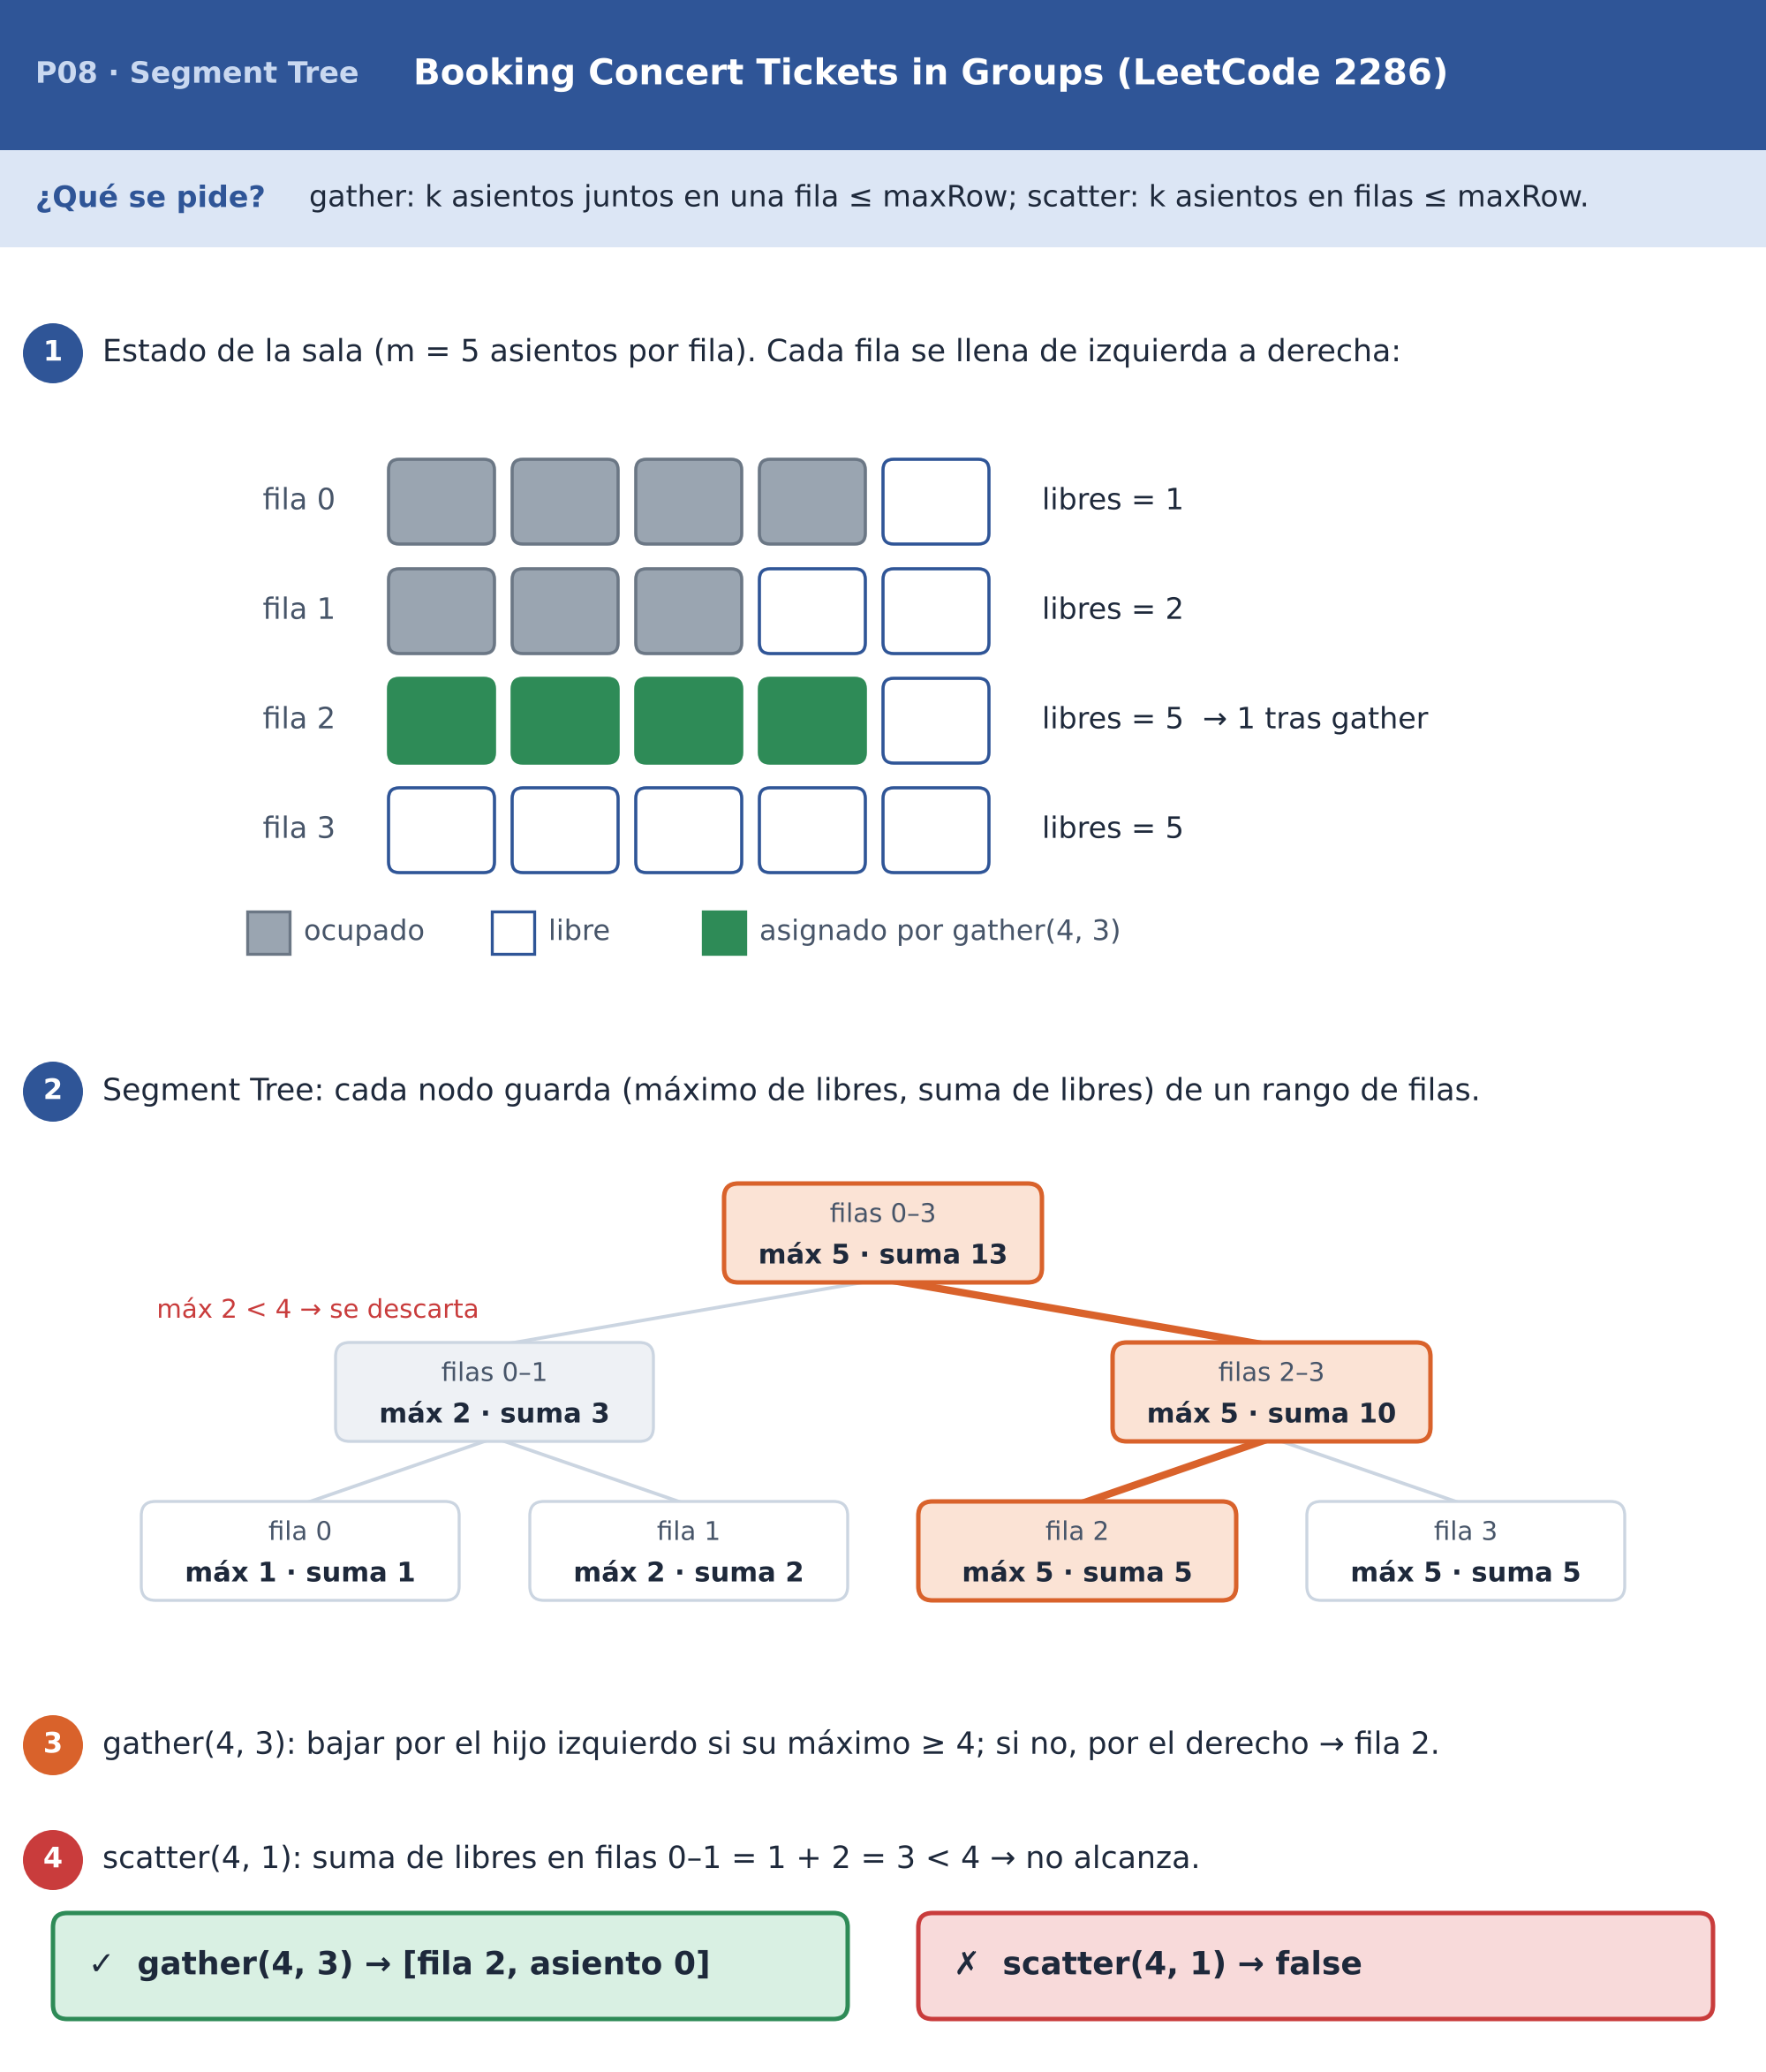 P08 · Segment Tree Booking Concert Tickets in Groups (LeetCode 2286)
¿Qué se pide? gather: k asientos juntos en una fila ≤ maxRow; scatter: k asientos en filas ≤ maxRow.
1 Estado de la sala (m = 5 asientos por fila). Cada fila se llena de izquierda a derecha:
fila 0 libres = 1
fila 1 libres = 2
fila 2 libres = 5 → 1 tras gather
fila 3 libres = 5
ocupado libre asignado por gather(4, 3)
2 Segment Tree: cada nodo guarda (máximo de libres, suma de libres) de un rango de filas.
filas 0–3
máx 5 · suma 13
máx 2 < 4 → se descarta
filas 0–1
máx 2 · suma 3
filas 2–3
máx 5 · suma 10
fila 0
máx 1 · suma 1
fila 1
máx 2 · suma 2
fila 2
máx 5 · suma 5
fila 3
máx 5 · suma 5
3 gather(4, 3): bajar por el hijo izquierdo si su máximo ≥ 4; si no, por el derecho → fila 2.
4 scatter(4, 1): suma de libres en filas 0–1 = 1 + 2 = 3 < 4 → no alcanza.
✓ gather(4, 3) → [fila 2, asiento 0]
✗ scatter(4, 1) → false